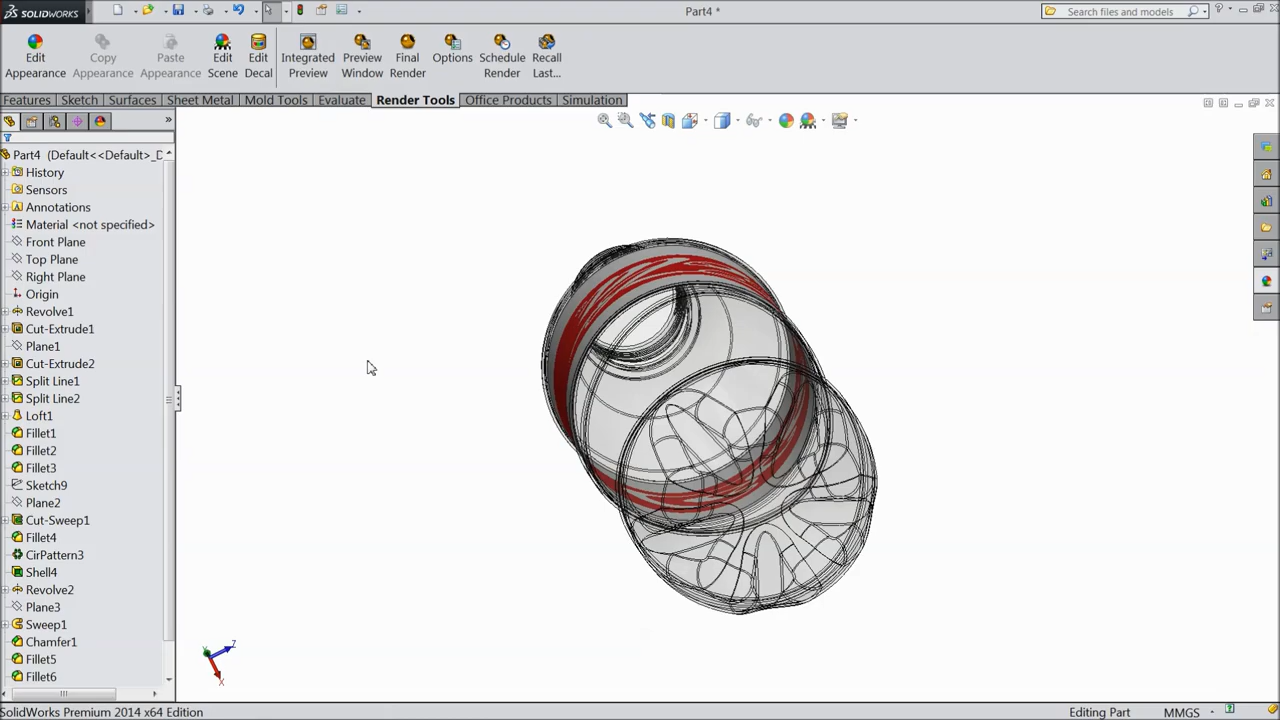 SOLIDWORKS
Part4 *
Search files and models
Edit Appearance
Copy Appearance
Paste Appearance
Edit Scene
Edit Decal
Integrated Preview
Preview Window
Final Render
Options
Schedule Render
Recall Last...
Features
Sketch
Surfaces
Sheet Metal
Mold Tools
Evaluate
Render Tools
Office Products
Simulation
Part4 (Default<<Default>_D
History
Sensors
Annotations
Material <not specified>
Front Plane
Top Plane
Right Plane
Origin
Revolve1
Cut-Extrude1
Plane1
Cut-Extrude2
Split Line1
Split Line2
Loft1
Fillet1
Fillet2
Fillet3
Sketch9
Plane2
Cut-Sweep1
Fillet4
CirPattern3
Shell4
Revolve2
Plane3
Sweep1
Chamfer1
Fillet5
Fillet6
Y
Z
X
SolidWorks Premium 2014 x64 Edition
Editing Part
MMGS